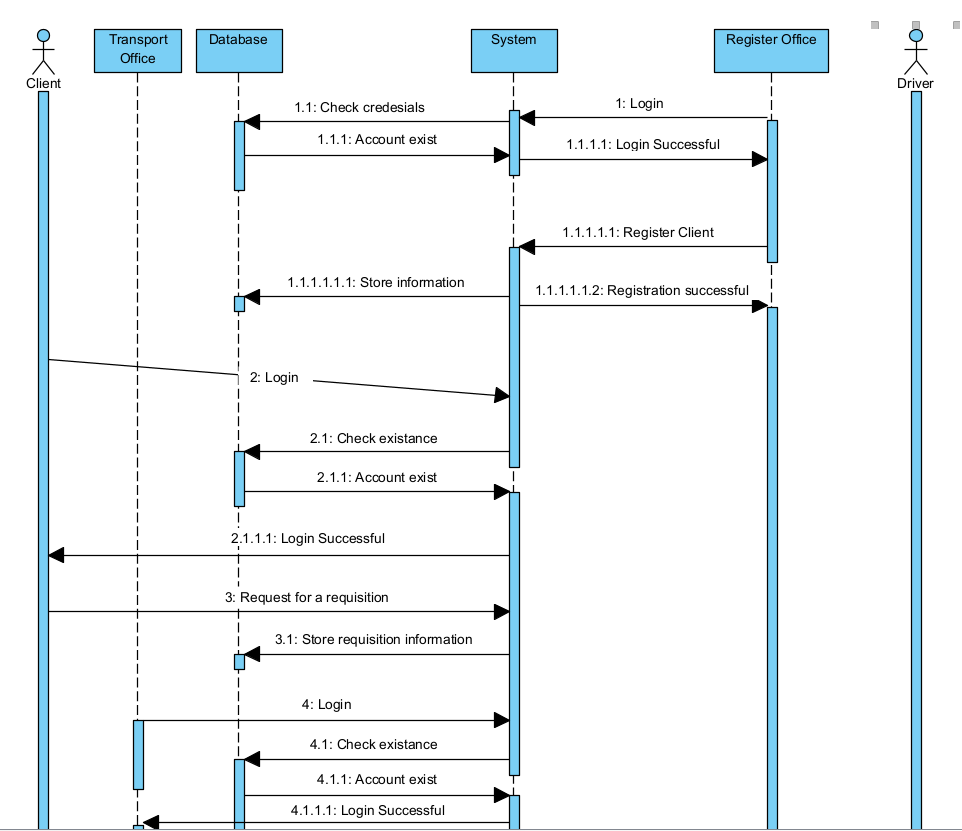 Transport
Office
Database
System
Register Office
Client
Driver
1: Login
1.1: Check credesials
1.1.1: Account exist
1.1.1.1: Login Successful
1.1.1.1.1: Register Client
1.1.1.1.1.1: Store information
1.1.1.1.1.2: Registration successful
2: Login
2.1: Check existance
2.1.1: Account exist
2.1.1.1: Login Successful
3: Request for a requisition
3.1: Store requisition information
4: Login
4.1: Check existance
4.1.1: Account exist
4.1.1.1: Login Successful